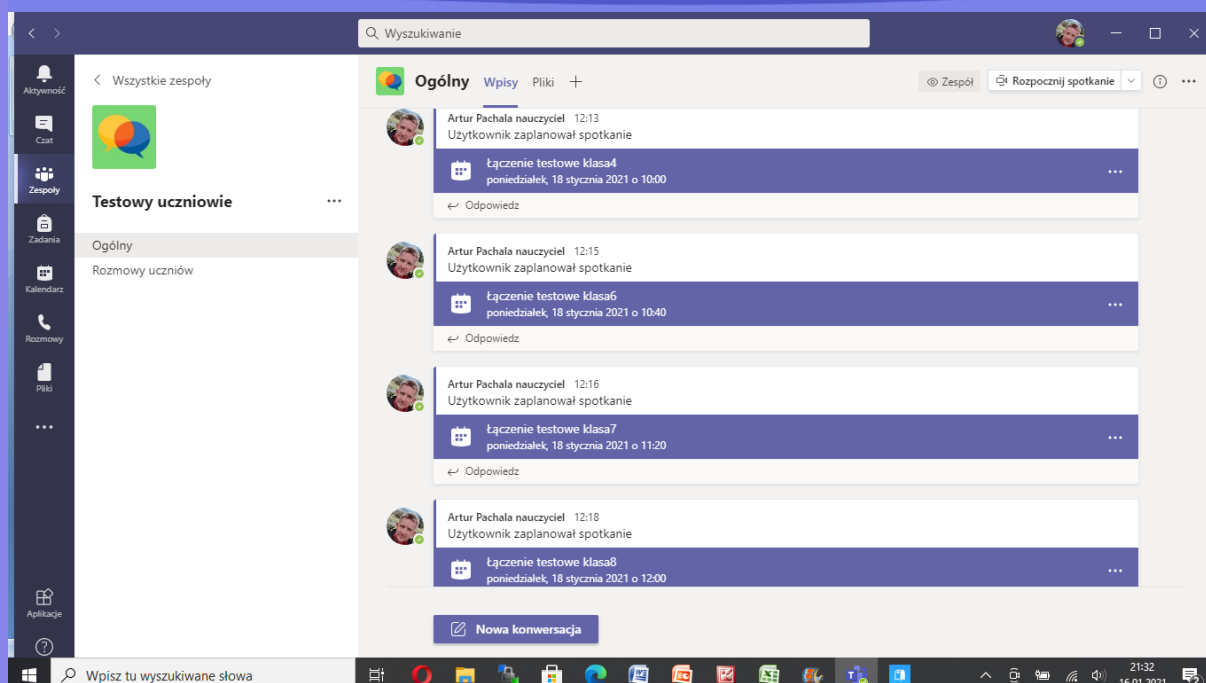 Wyszukiwanie
Aktywność
Czat
Zespoły
Zadania
Kalendarz
Rozmowy
Pliki
Aplikacje
Wszystkie zespoły
Testowy uczniowie
Ogólny
Rozmowy uczniów
Ogólny Wpisy Pliki
Zespół
Rozpocznij spotkanie
Artur Pachala nauczyciel 12:13
Użytkownik zaplanował spotkanie
Łączenie testowe klasa4
poniedziałek, 18 stycznia 2021 o 10:00
Odpowiedz
Artur Pachala nauczyciel 12:15
Użytkownik zaplanował spotkanie
Łączenie testowe klasa6
poniedziałek, 18 stycznia 2021 o 10:40
Odpowiedz
Artur Pachala nauczyciel 12:16
Użytkownik zaplanował spotkanie
Łączenie testowe klasa7
poniedziałek, 18 stycznia 2021 o 11:20
Odpowiedz
Artur Pachala nauczyciel 12:18
Użytkownik zaplanował spotkanie
Łączenie testowe klasa8
poniedziałek, 18 stycznia 2021 o 12:00
Nowa konwersacja
Wpisz tu wyszukiwane słowa
21:32
16.01.2021